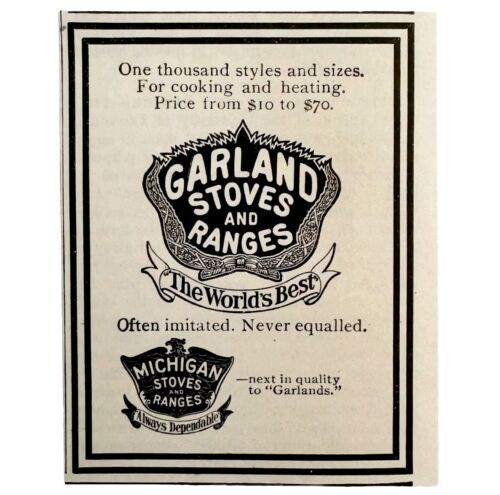 One thousand styles and sizes.
For cooking and heating.
Price from $10 to $70.
GARLAND
STOVES
AND
RANGES
The World's Best
Often imitated. Never equalled.
MICHIGAN
STOVES
AND
RANGES
"Always Dependable"
—next in quality
to "Garlands."